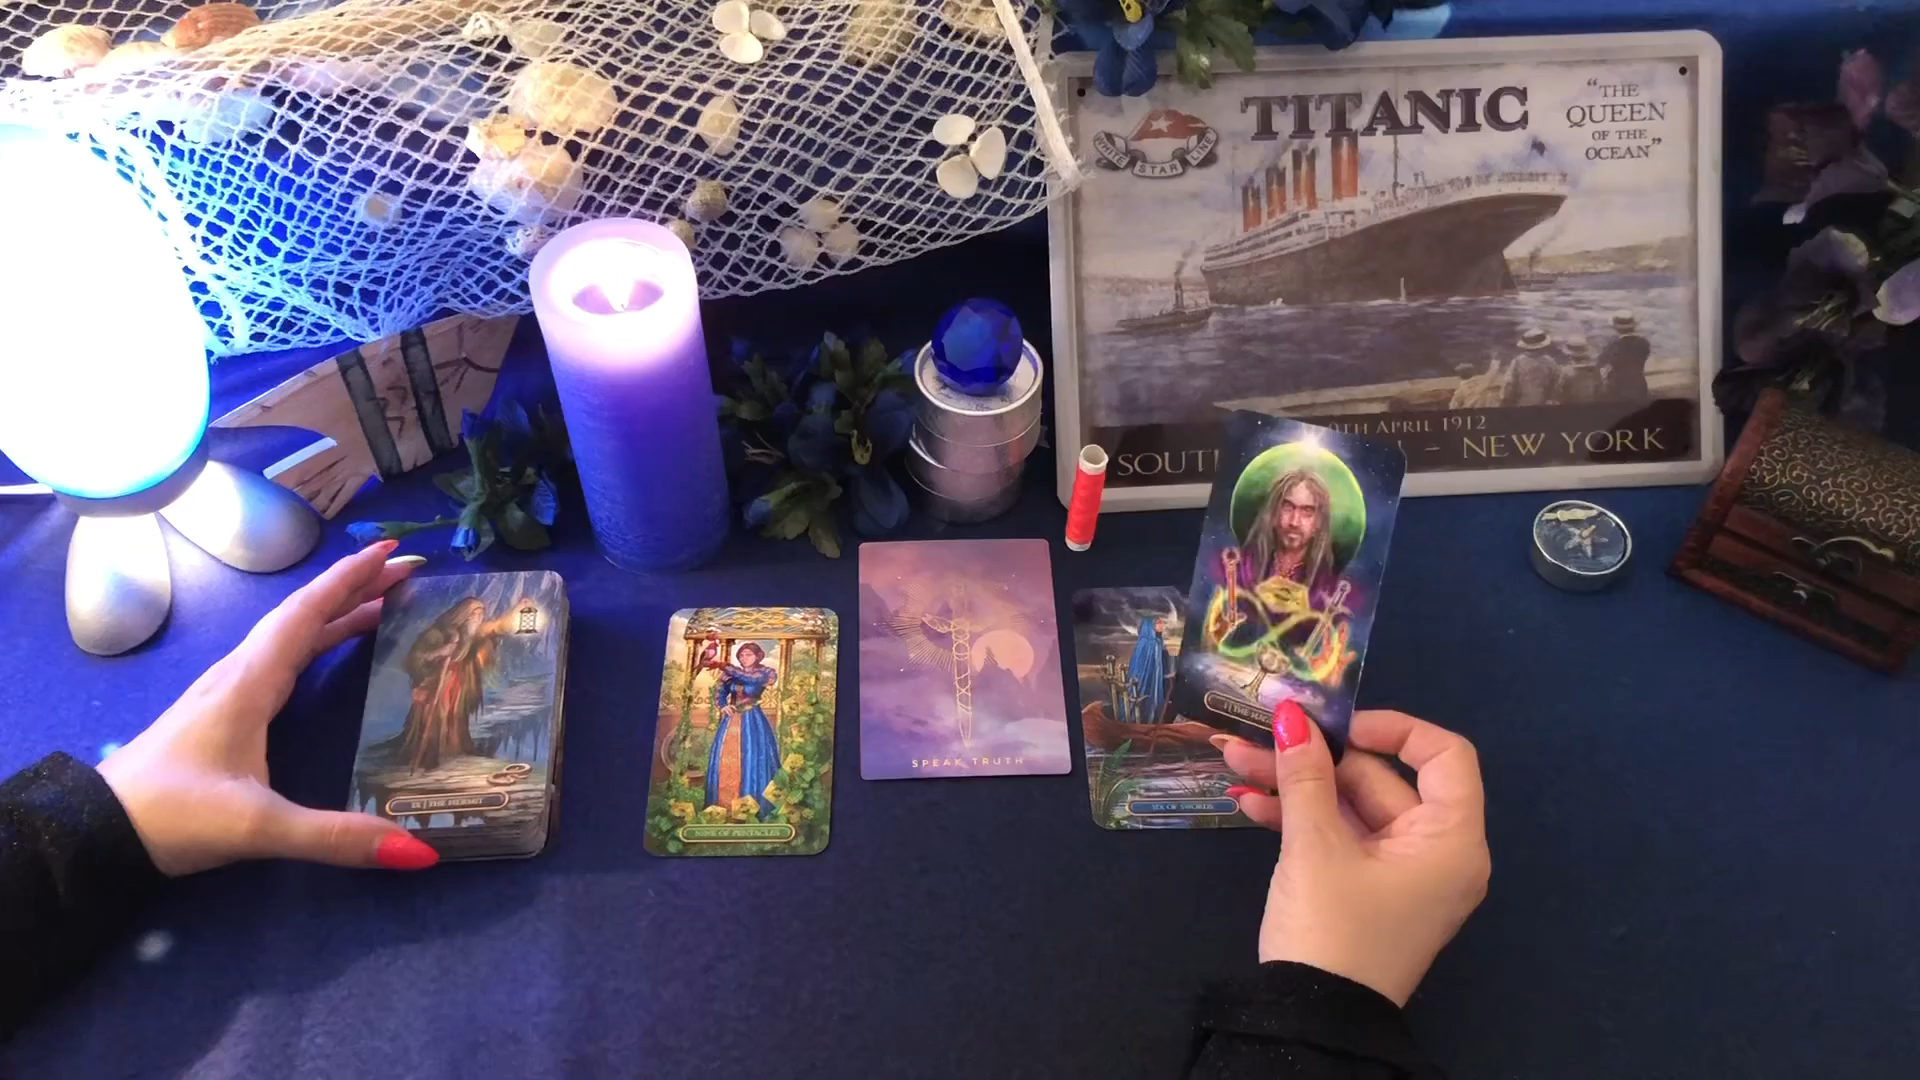 TITANIC
“THE
QUEEN
OF THE
OCEAN”
WHITE
STAR
LINE
APRIL 1912
NEW YORK
IX | THE HERMIT
NINE OF PENTACLES
SPEAK TRUTH
SIX OF SWORDS
I | THE